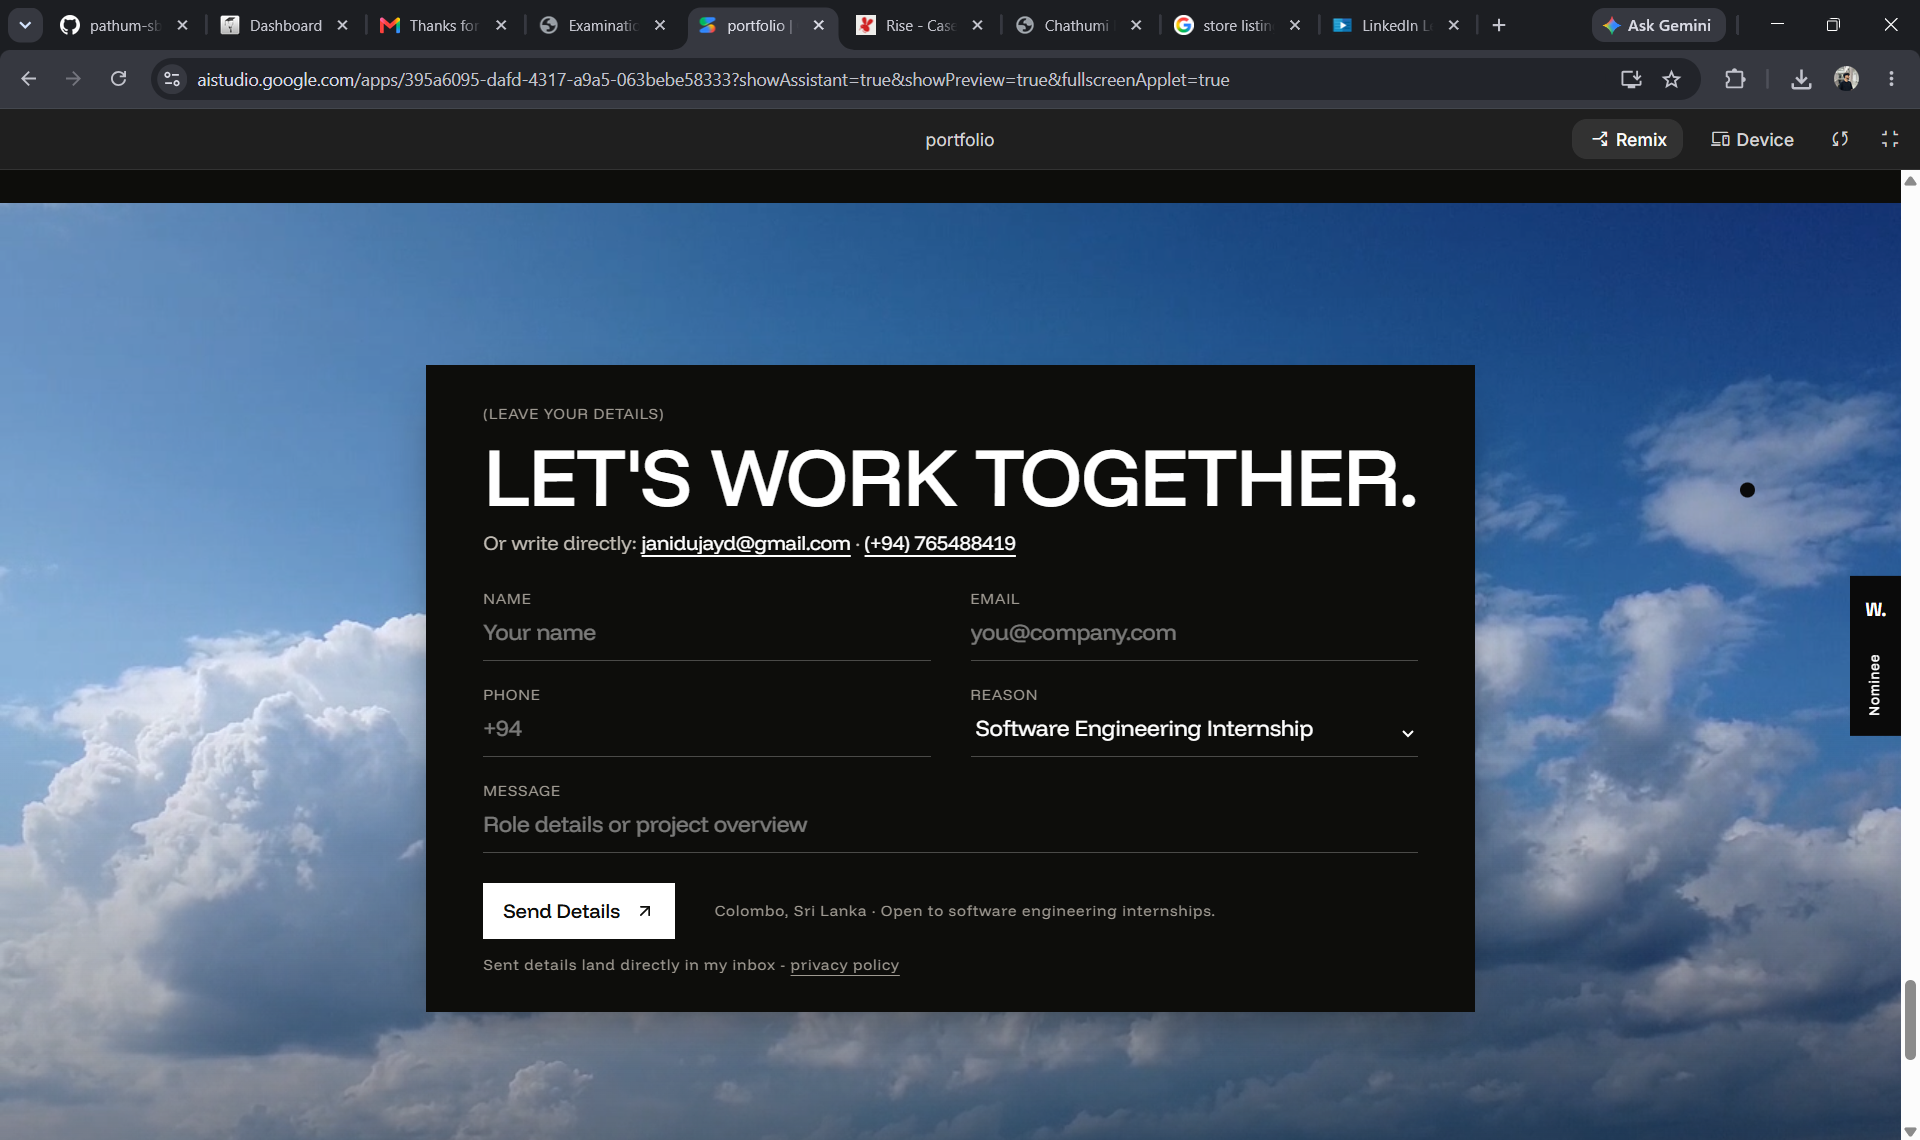 pathum-sb
Dashboard
Thanks for
Examinatic
portfolio |
Rise - Case
Chathumi
store listin
LinkedIn L
Ask Gemini
aistudio.google.com/apps/395a6095-dafd-4317-a9a5-063bebe58333?showAssistant=true&showPreview=true&fullscreenApplet=true
portfolio
Remix
Device
(LEAVE YOUR DETAILS)
LET'S WORK TOGETHER.
Or write directly: janidujayd@gmail.com · (+94) 765488419
NAME
Your name
EMAIL
you@company.com
PHONE
+94
REASON
Software Engineering Internship
MESSAGE
Role details or project overview
Send Details
Colombo, Sri Lanka · Open to software engineering internships.
Sent details land directly in my inbox - privacy policy
W.
Nominee